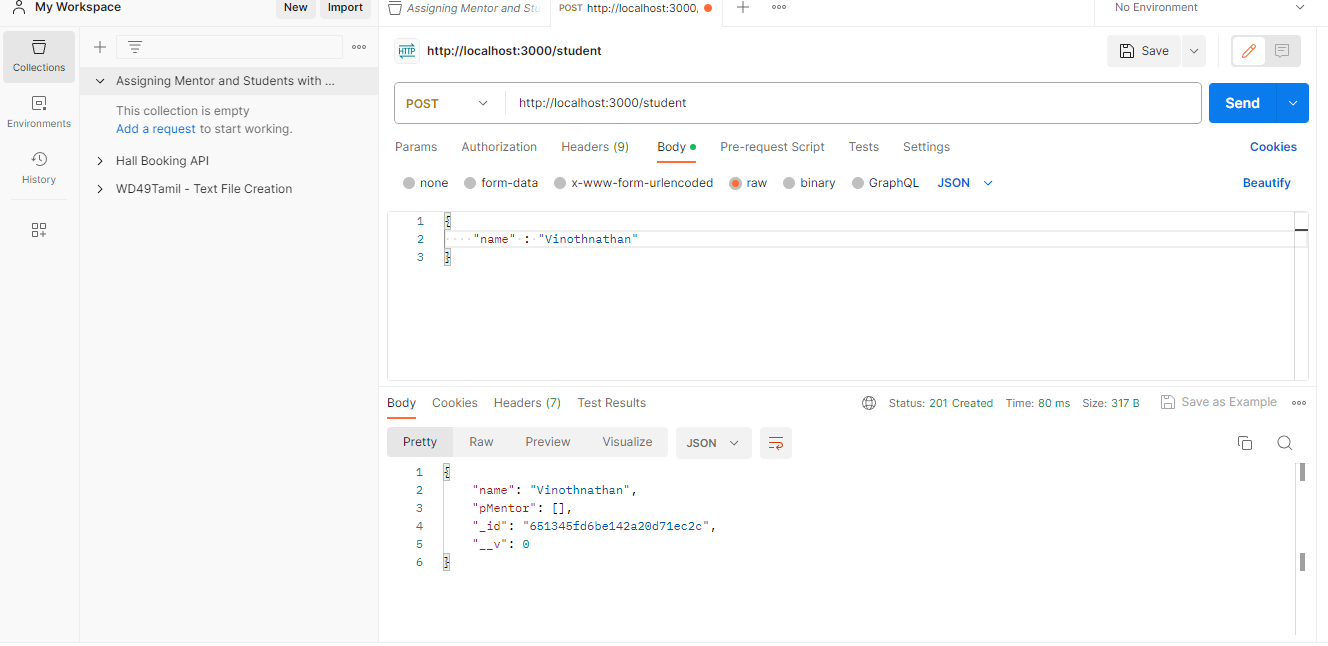 My Workspace
New
Import
Collections
Environments
History
Assigning Mentor and Students with ...
This collection is empty
Add a request to start working.
Hall Booking API
WD49Tamil - Text File Creation
Assigning Mentor and Stu
POST http://localhost:3000/
No Environment
HTTP http://localhost:3000/student
Save
POST http://localhost:3000/student
Send
Params Authorization Headers (9) Body Pre-request Script Tests Settings Cookies
none form-data x-www-form-urlencoded raw binary GraphQL JSON Beautify
1 {
2 "name" : "Vinothnathan"
3 }
Body Cookies Headers (7) Test Results Status: 201 Created Time: 80 ms Size: 317 B Save as Example
Pretty Raw Preview Visualize JSON
1 {
2 "name": "Vinothnathan",
3 "pMentor": [],
4 "_id": "651345fd6be142a20d71ec2c",
5 "__v": 0
6 }